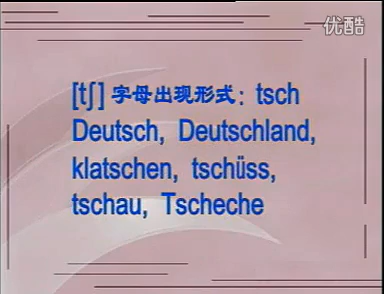 优酷
[tʃ] 字母出现形式: tsch
Deutsch, Deutschland,
klatschen, tschüss,
tschau, Tscheche